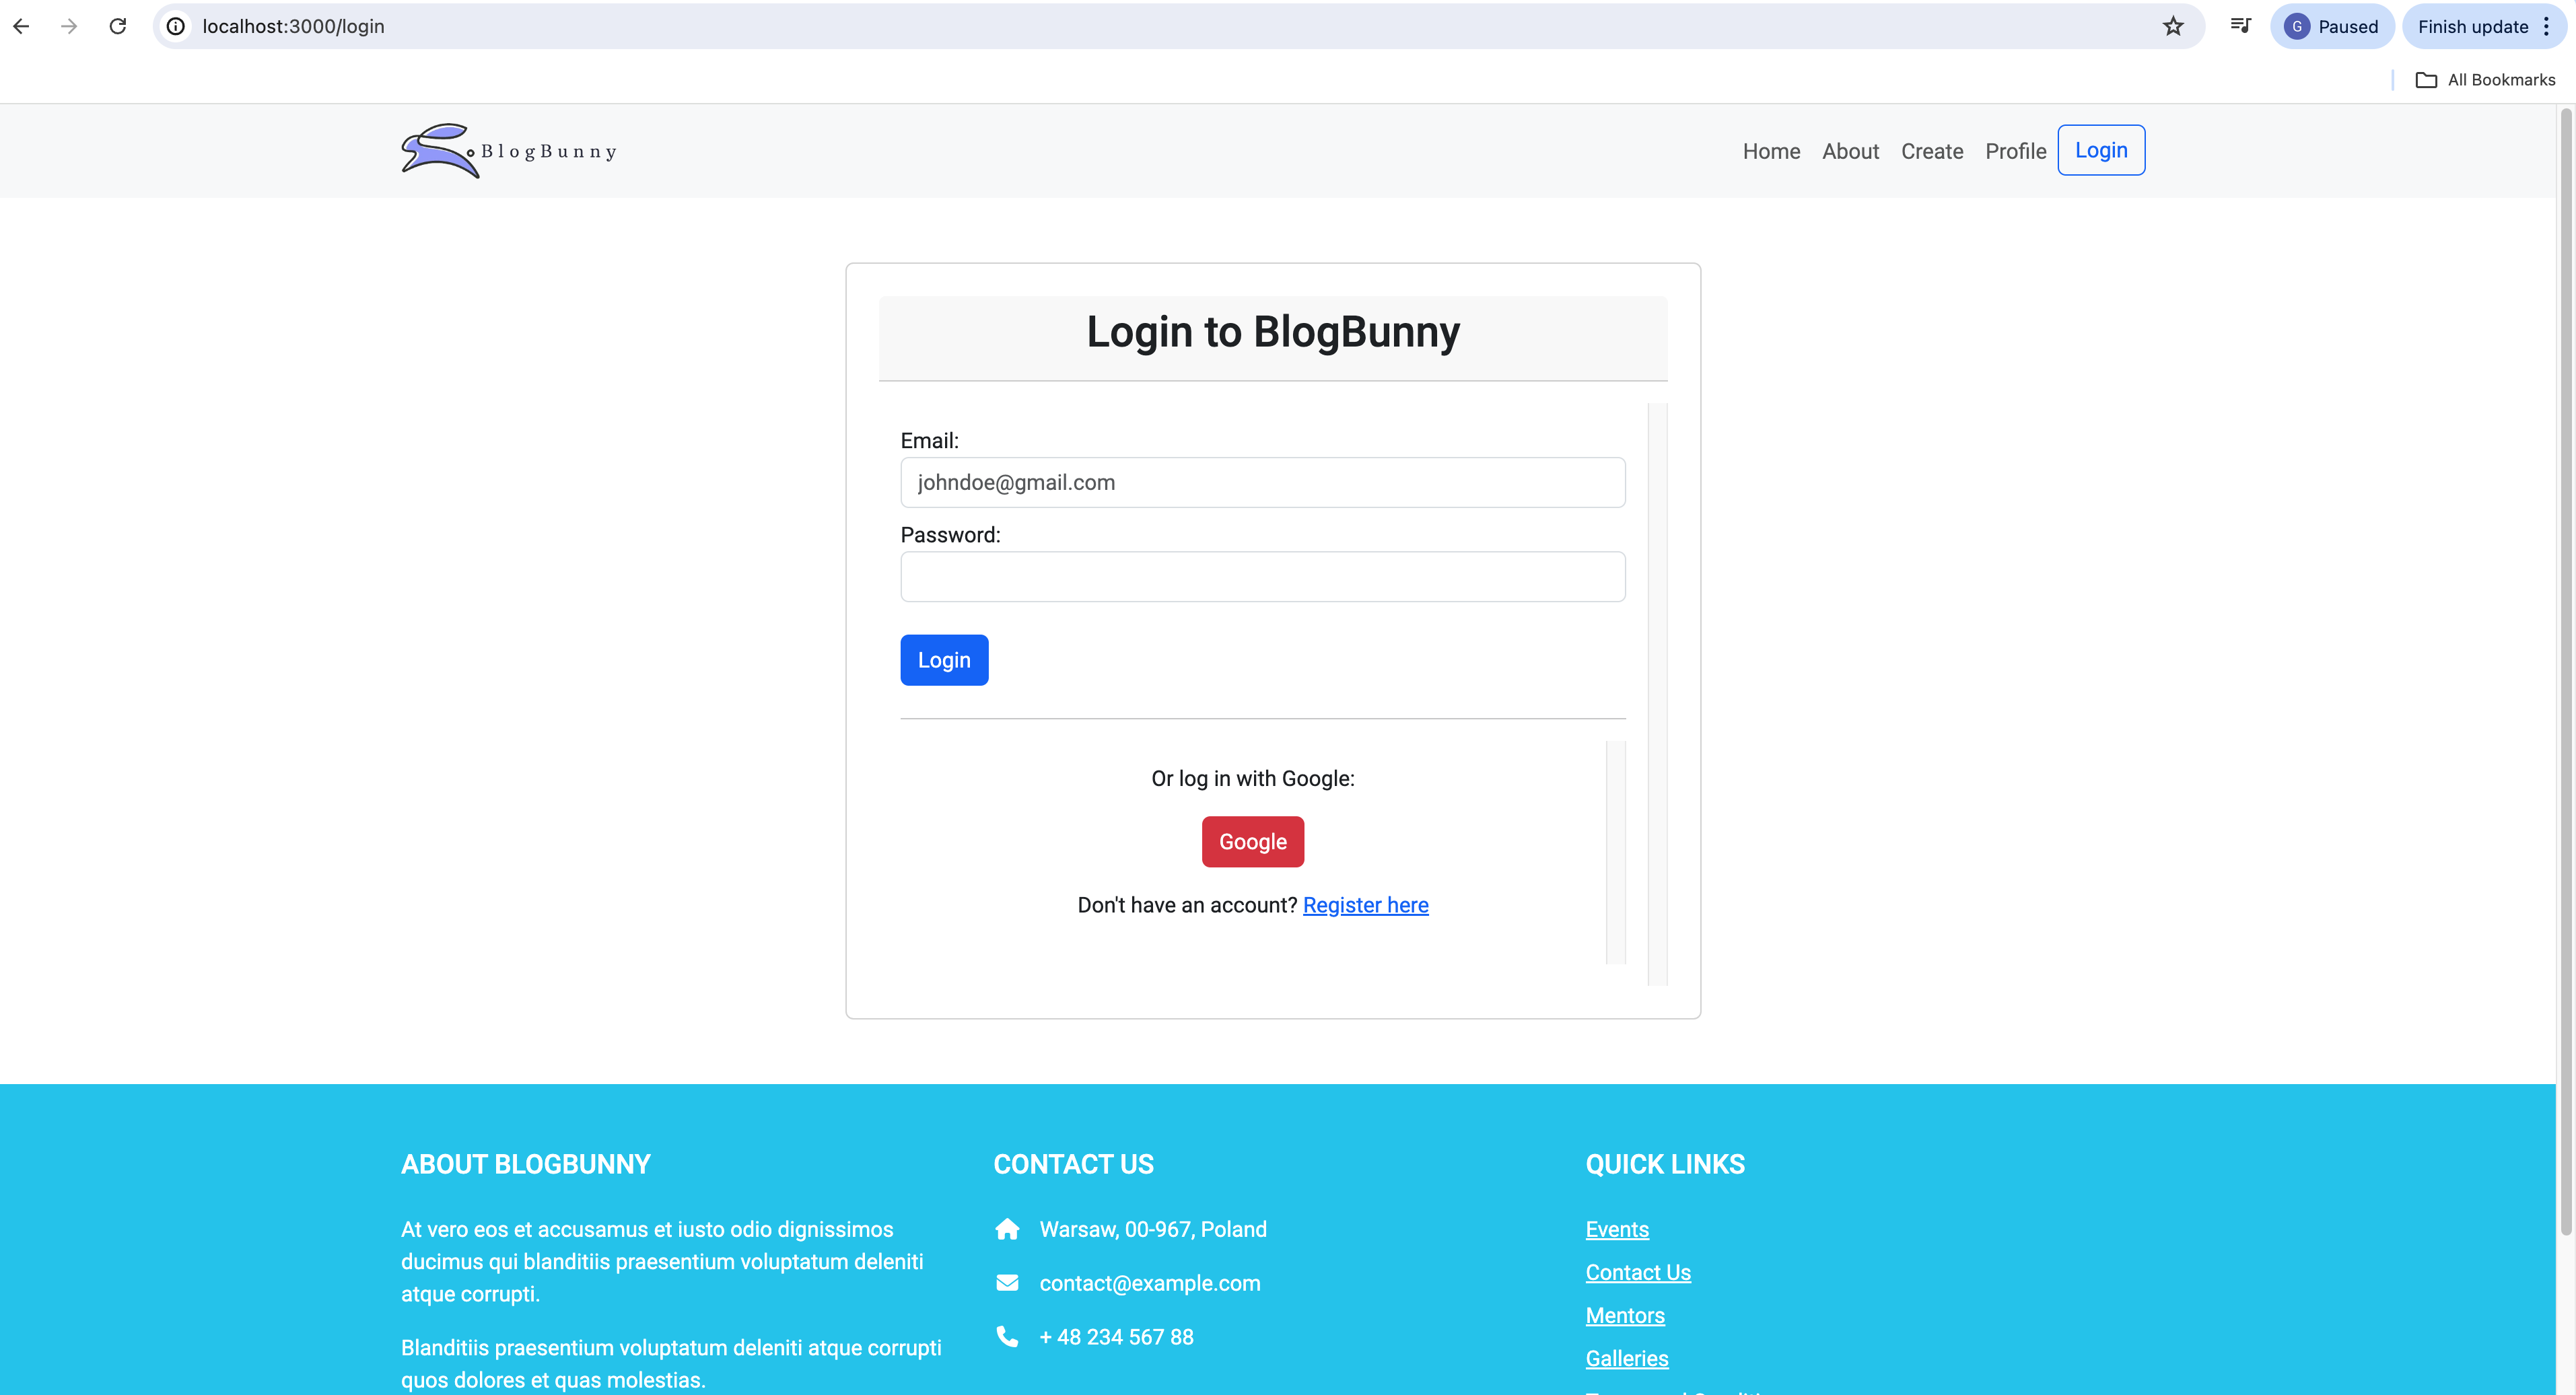 localhost:3000/login
G Paused
Finish update
All Bookmarks
BlogBunny
Home About Create Profile Login
Login to BlogBunny
Email:
johndoe@gmail.com
Password:
Login
Or log in with Google:
Google
Don't have an account? Register here
ABOUT BLOGBUNNY
At vero eos et accusamus et iusto odio dignissimos
ducimus qui blanditiis praesentium voluptatum deleniti
atque corrupti.
Blanditiis praesentium voluptatum deleniti atque corrupti
quos dolores et quas molestias.
CONTACT US
Warsaw, 00-967, Poland
contact@example.com
+ 48 234 567 88
QUICK LINKS
Events
Contact Us
Mentors
Galleries